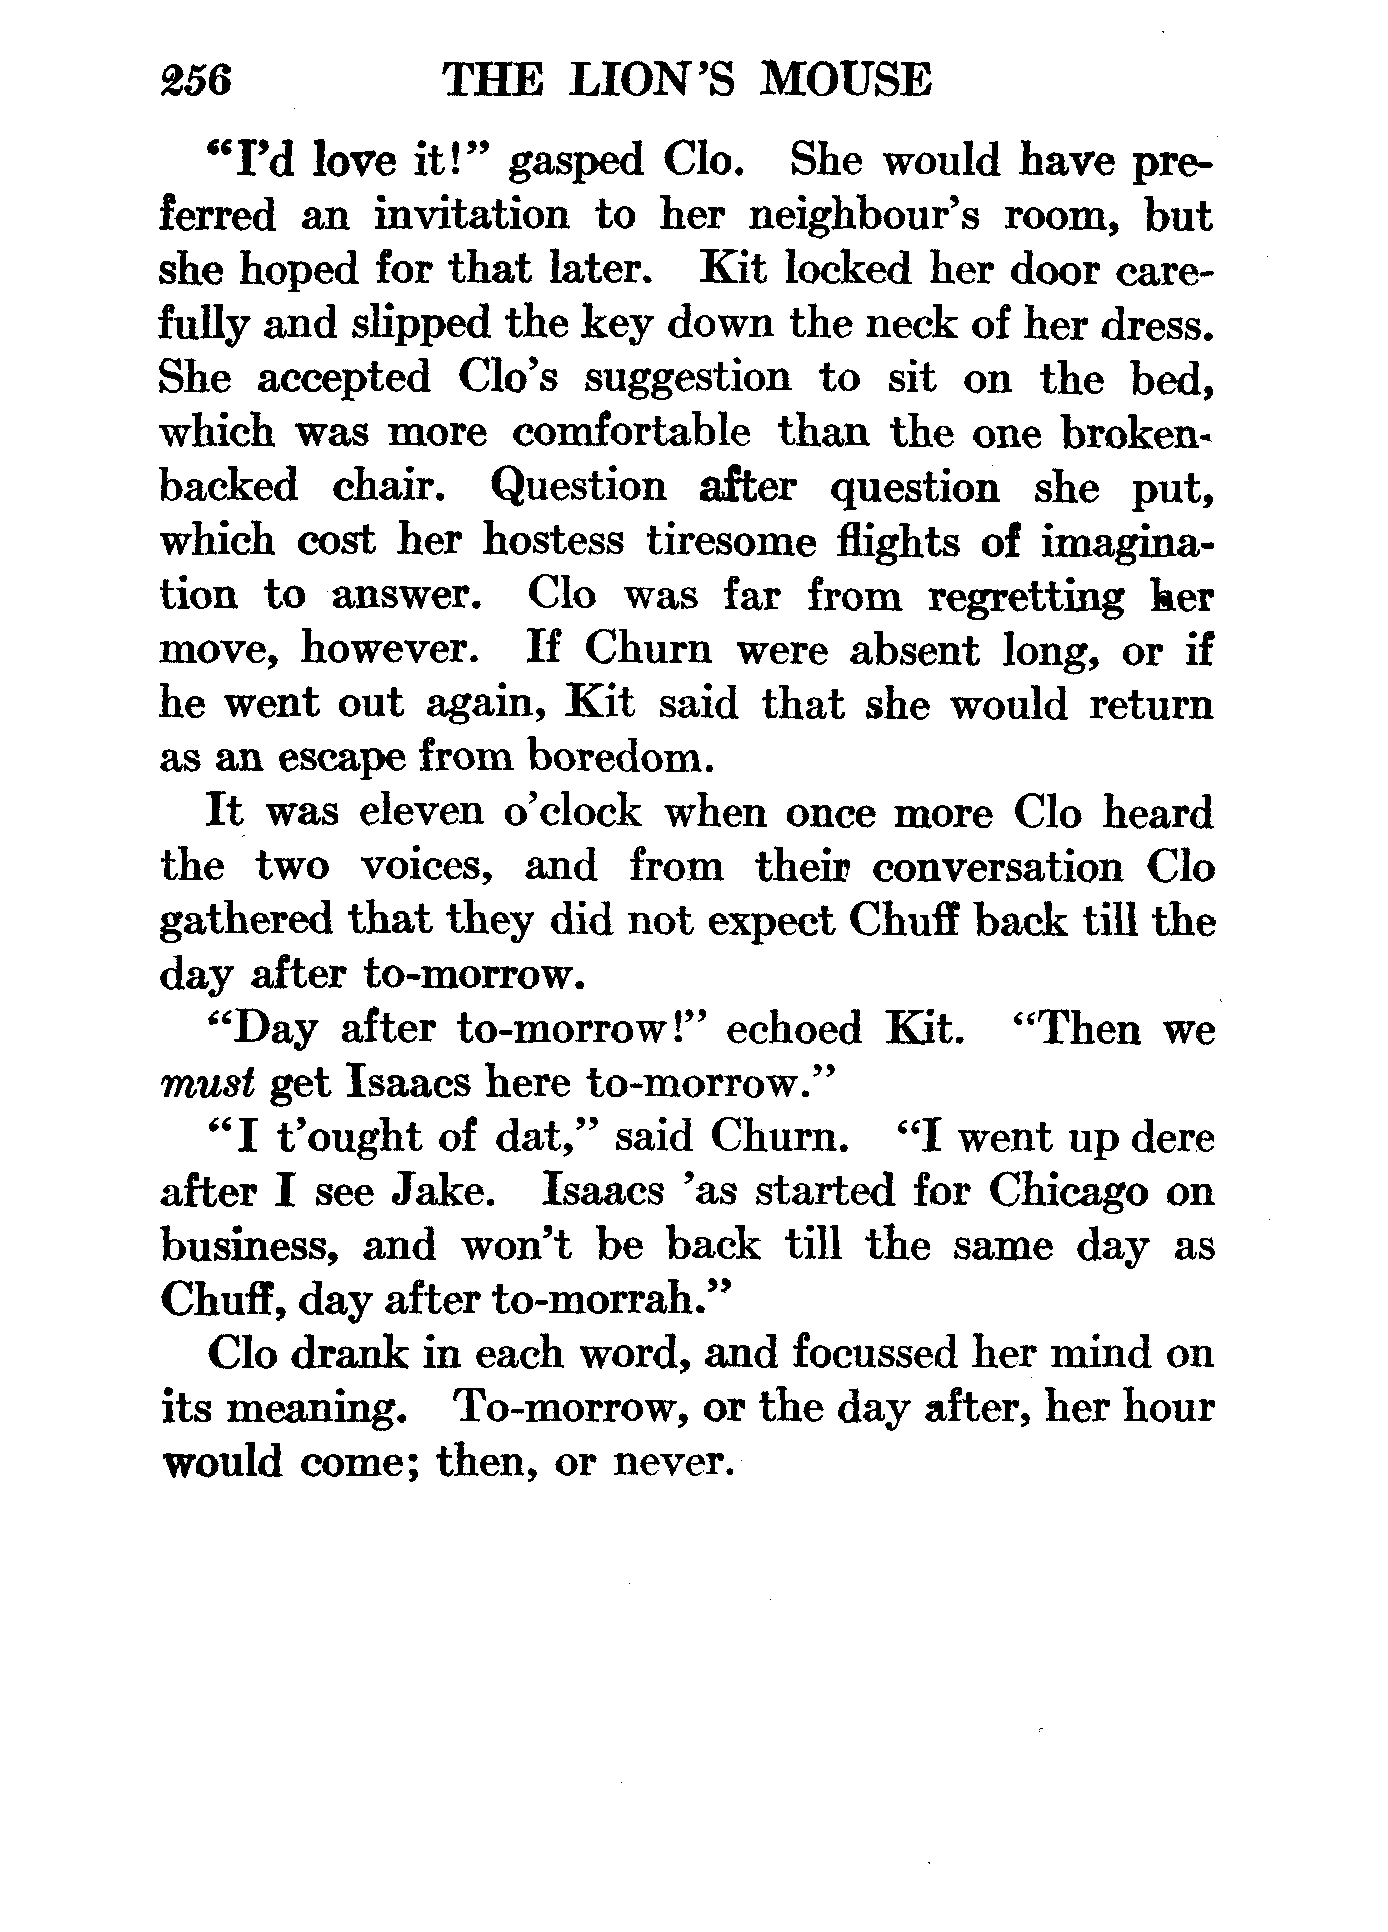 256 THE LION'S MOUSE
"I'd love it!" gasped Clo. She would have pre-
ferred an invitation to her neighbour's room, but
she hoped for that later. Kit locked her door care-
fully and slipped the key down the neck of her dress.
She accepted Clo's suggestion to sit on the bed,
which was more comfortable than the one broken-
backed chair. Question after question she put,
which cost her hostess tiresome flights of imagina-
tion to answer. Clo was far from regretting her
move, however. If Churn were absent long, or if
he went out again, Kit said that she would return
as an escape from boredom.
It was eleven o'clock when once more Clo heard
the two voices, and from their conversation Clo
gathered that they did not expect Chuff back till the
day after to-morrow.
"Day after to-morrow!" echoed Kit. "Then we
must get Isaacs here to-morrow."
"I t'ought of dat," said Churn. "I went up dere
after I see Jake. Isaacs 'as started for Chicago on
business, and won't be back till the same day as
Chuff, day after to-morrah."
Clo drank in each word, and focussed her mind on
its meaning. To-morrow, or the day after, her hour
would come; then, or never.